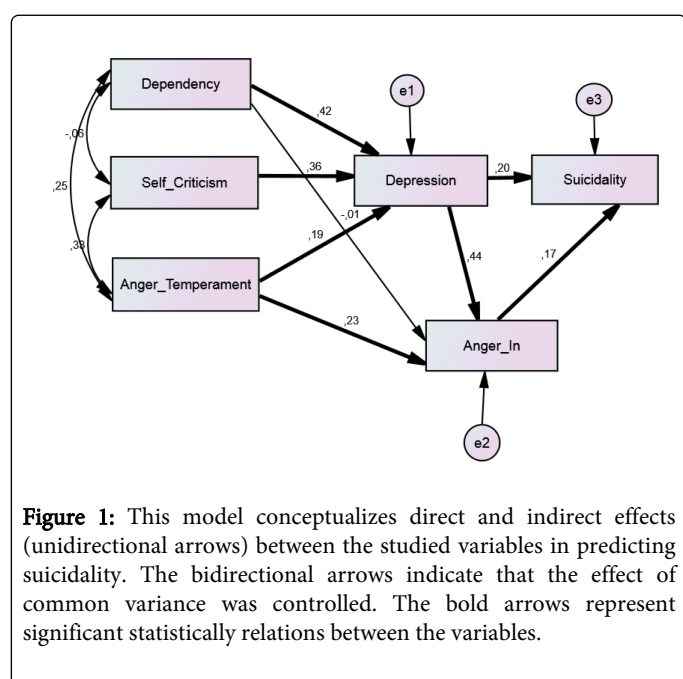 Dependency
e1
e3
,42
-,06
Self_Criticism
,36
Depression
,20
Suicidality
,25
-,01
,19
,33
,44
,17
Anger_Temperament
,23
Anger_In
e2
Figure 1: This model conceptualizes direct and indirect effects
(unidirectional arrows) between the studied variables in predicting
suicidality. The bidirectional arrows indicate that the effect of
common variance was controlled. The bold arrows represent
significant statistically relations between the variables.